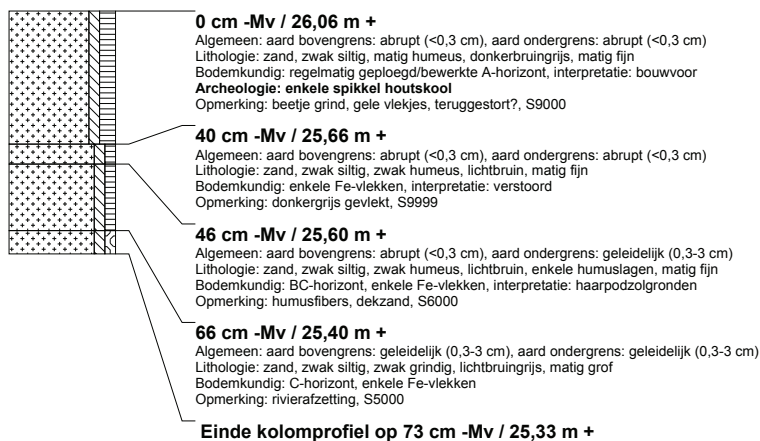 0 cm -Mv / 26,06 m +
Algemeen: aard bovengrens: abrupt (<0,3 cm), aard ondergrens: abrupt (<0,3 cm)
Lithologie: zand, zwak siltig, matig humeus, donkerbruingrijs, matig fijn
Bodemkundig: regelmatig geploegd/bewerkte A-horizont, interpretatie: bouwvoor
Archeologie: enkele spikkel houtskool
Opmerking: beetje grind, gele vlekjes, teruggestort?, S9000
40 cm -Mv / 25,66 m +
Algemeen: aard bovengrens: abrupt (<0,3 cm), aard ondergrens: abrupt (<0,3 cm)
Lithologie: zand, zwak siltig, zwak humeus, lichtbruin, matig fijn
Bodemkundig: enkele Fe-vlekken, interpretatie: verstoord
Opmerking: donkergrijs gevlekt, S9999
46 cm -Mv / 25,60 m +
Algemeen: aard bovengrens: abrupt (<0,3 cm), aard ondergrens: geleidelijk (0,3-3 cm)
Lithologie: zand, zwak siltig, zwak humeus, lichtbruin, enkele humuslagen, matig fijn
Bodemkundig: BC-horizont, enkele Fe-vlekken, interpretatie: haarpodzolgronden
Opmerking: humusfibers, dekzand, S6000
66 cm -Mv / 25,40 m +
Algemeen: aard bovengrens: geleidelijk (0,3-3 cm), aard ondergrens: geleidelijk (0,3-3 cm)
Lithologie: zand, zwak siltig, zwak grindig, lichtbruingrijs, matig grof
Bodemkundig: C-horizont, enkele Fe-vlekken
Opmerking: rivierafzetting, S5000
Einde kolomprofiel op 73 cm -Mv / 25,33 m +